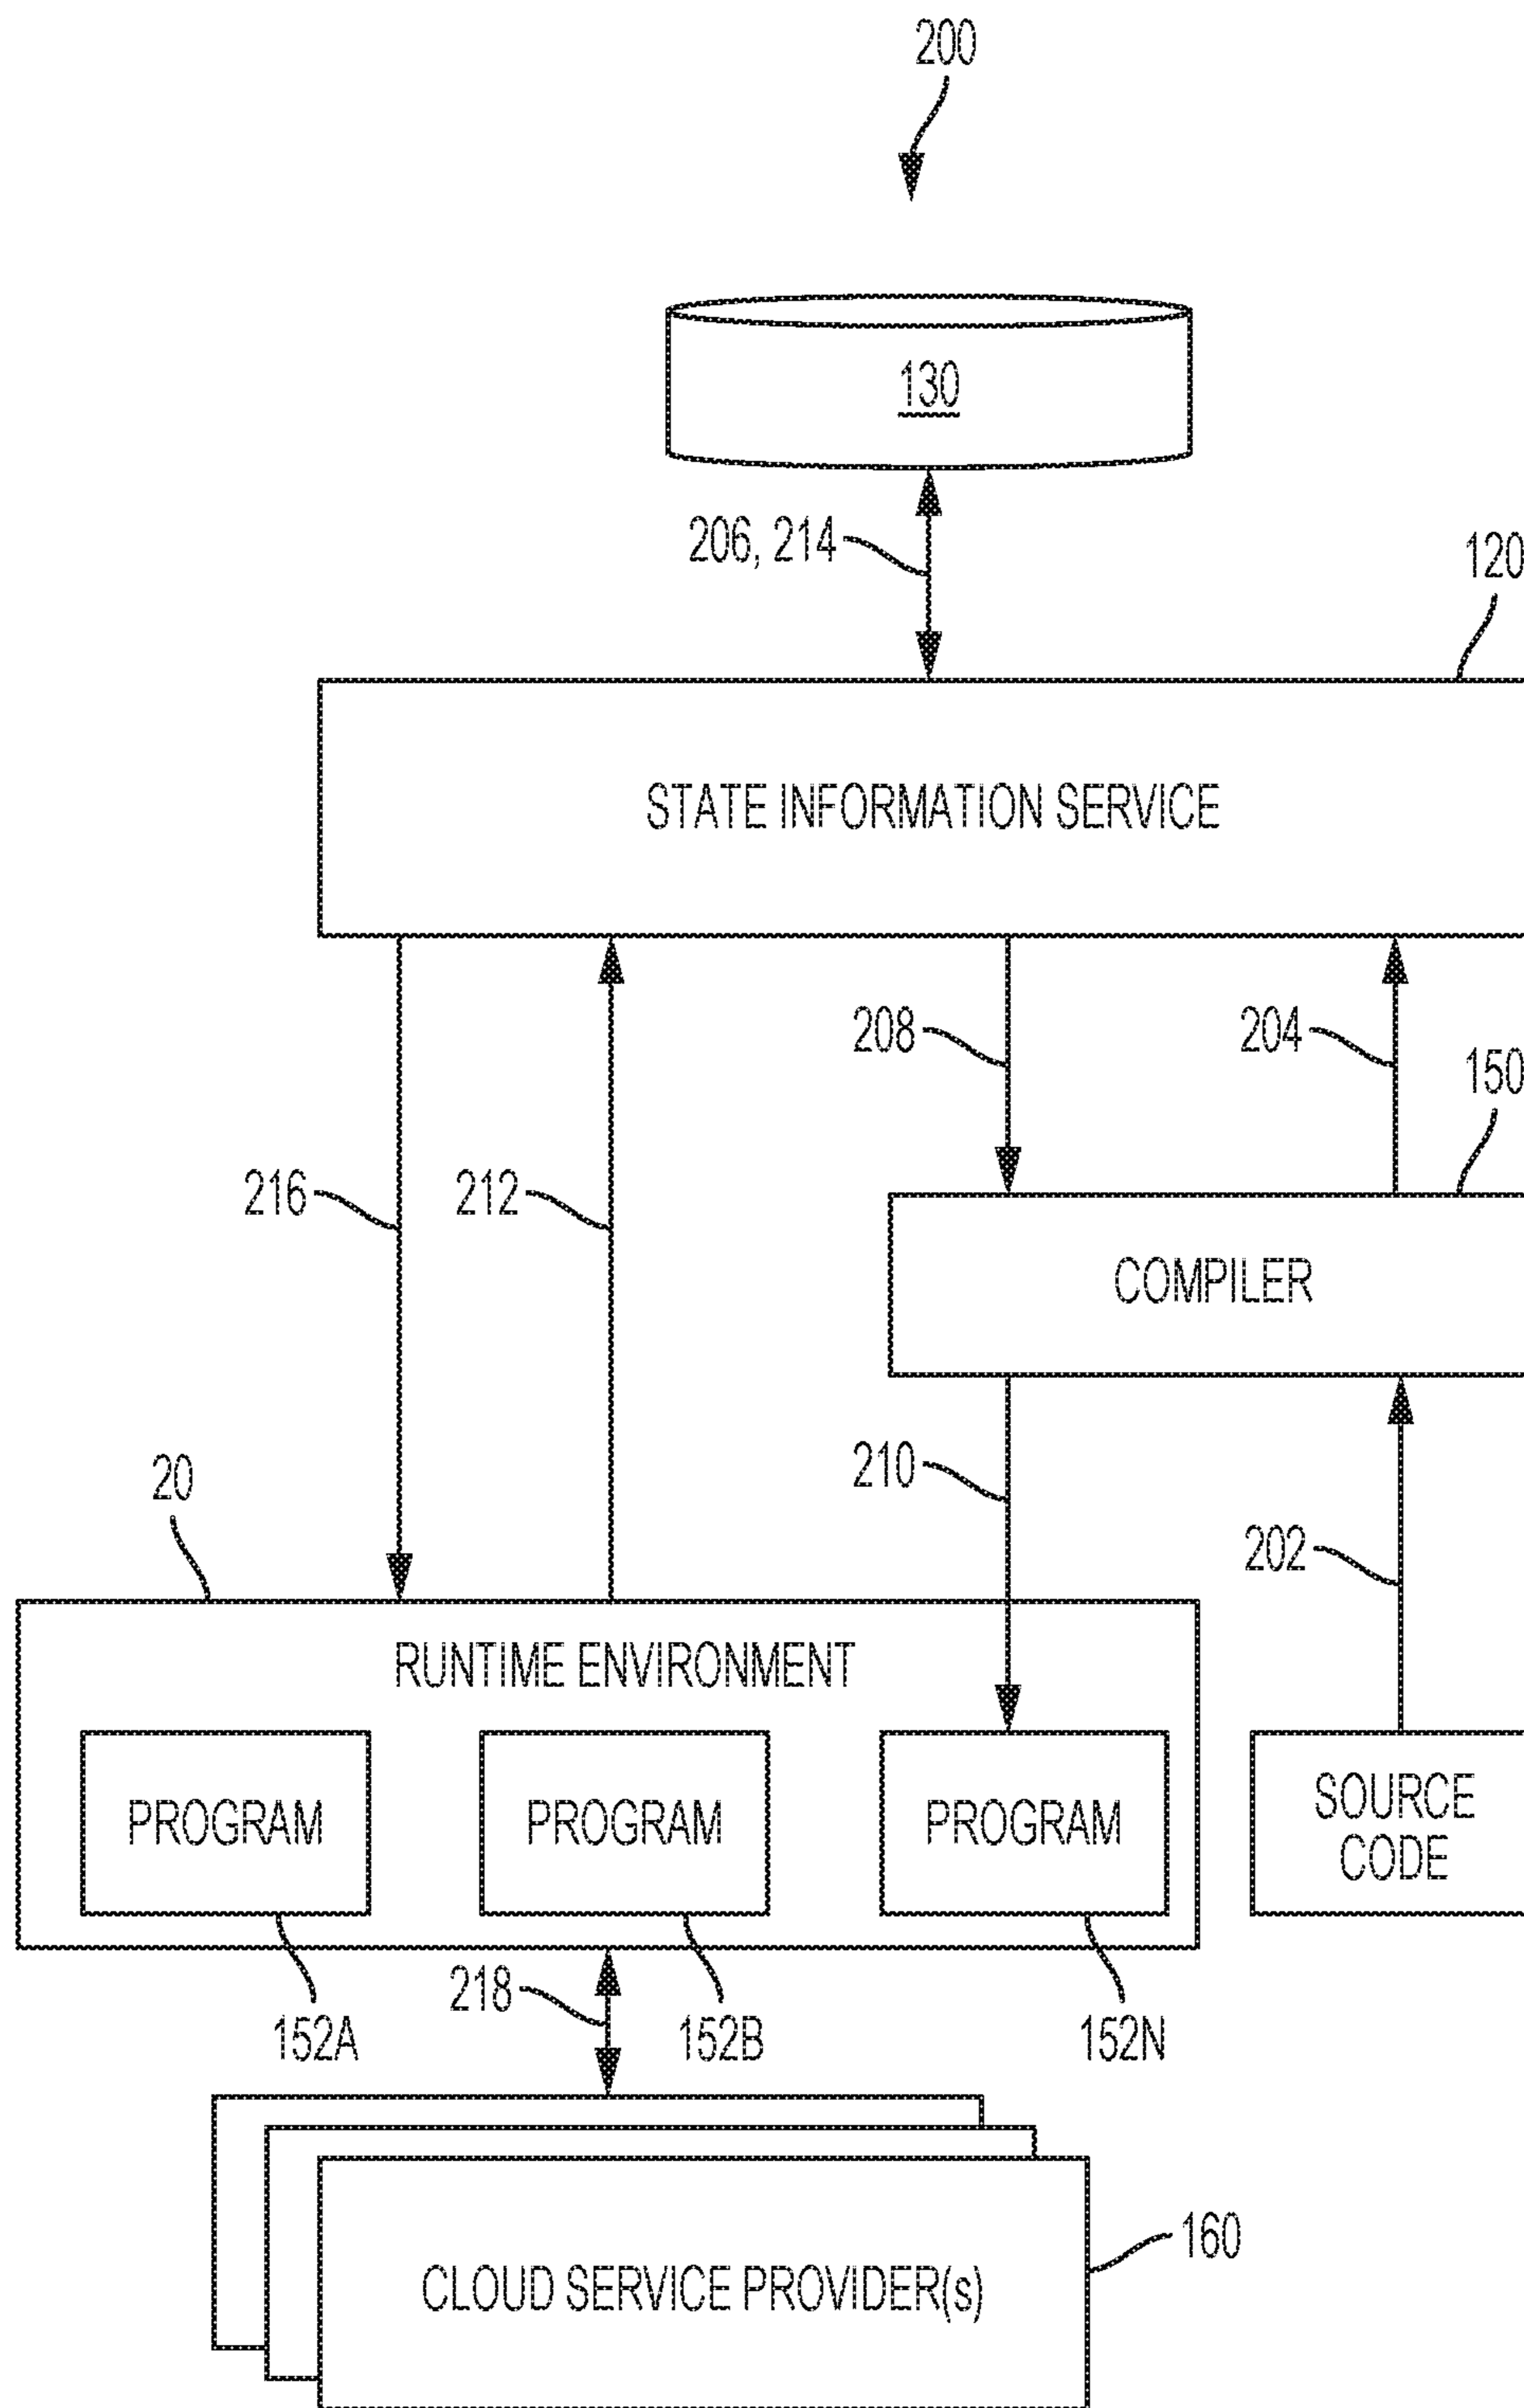 200
130
206, 214
120
STATE INFORMATION SERVICE
208
204
150
216
212
COMPILER
20
210
202
RUNTIME ENVIRONMENT
PROGRAM
PROGRAM
PROGRAM
SOURCE
CODE
218
152A
152B
152N
160
CLOUD SERVICE PROVIDER(s)